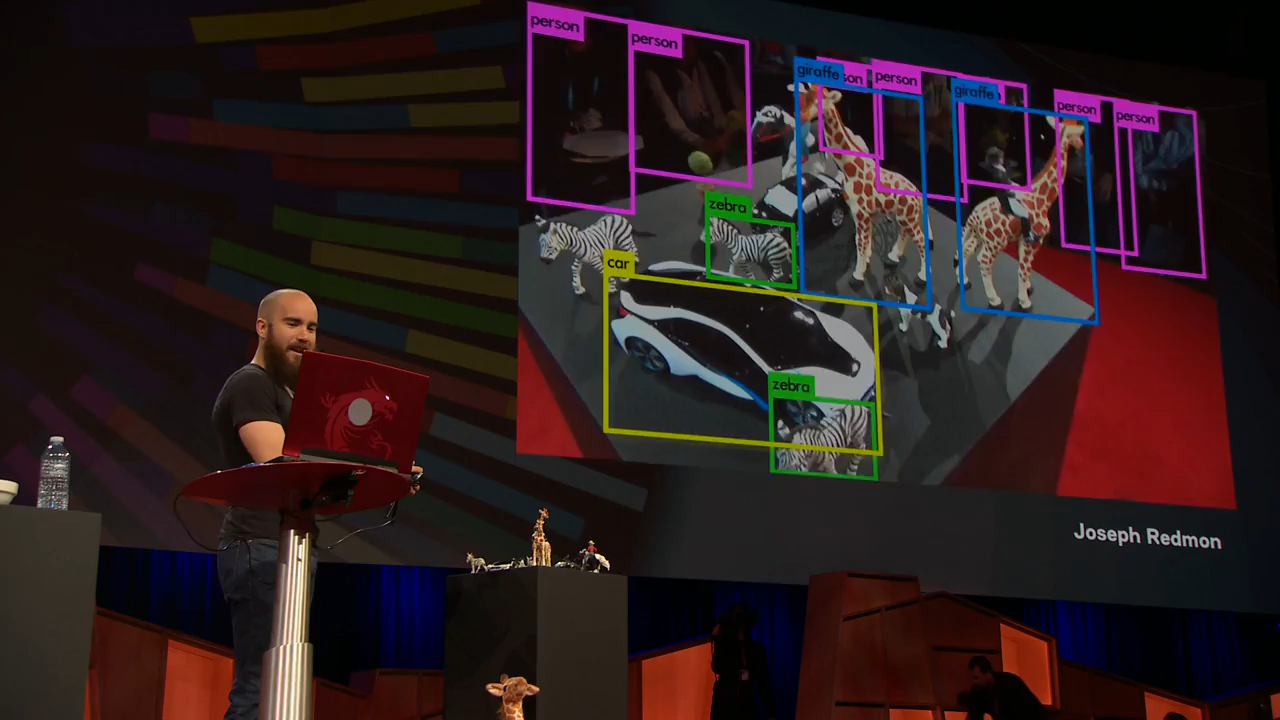 person
person
giraffe
son
person
giraffe
person
person
zebra
car
zebra
Joseph Redmon